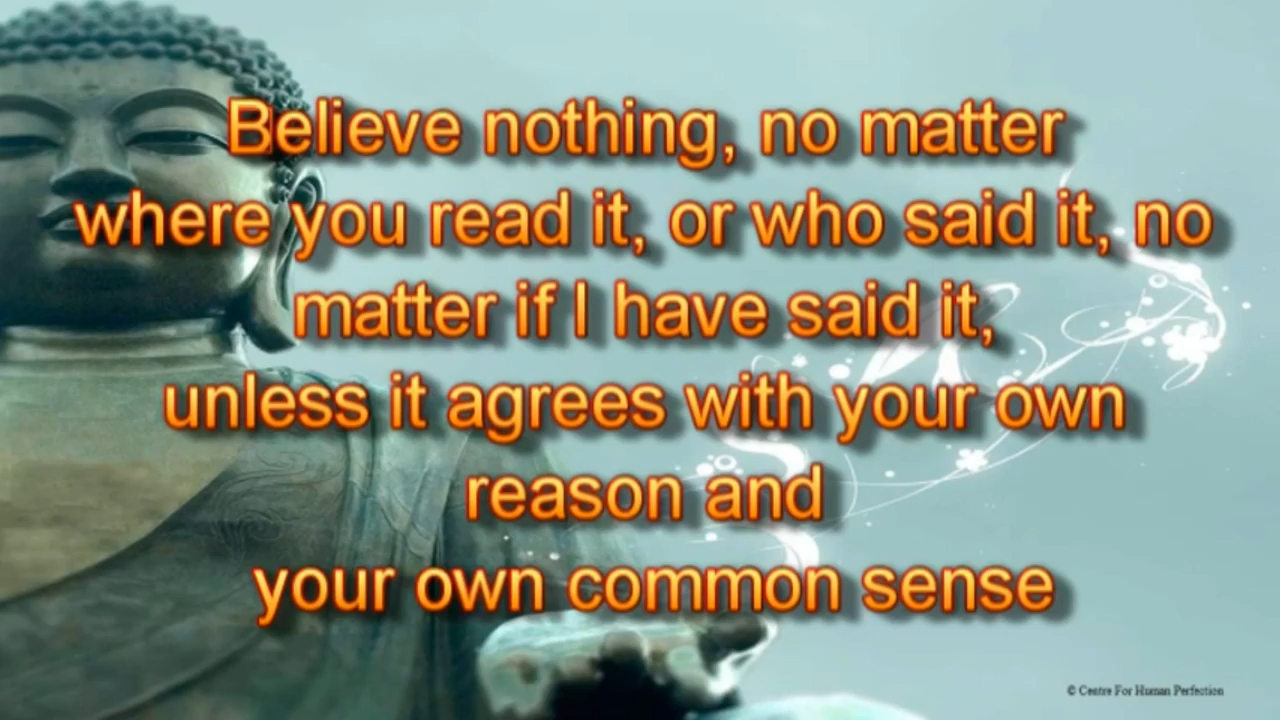 Believe nothing, no matter
where you read it, or who said it, no
matter if I have said it,
unless it agrees with your own
reason and
your own common sense
© Centre For Human Perfection